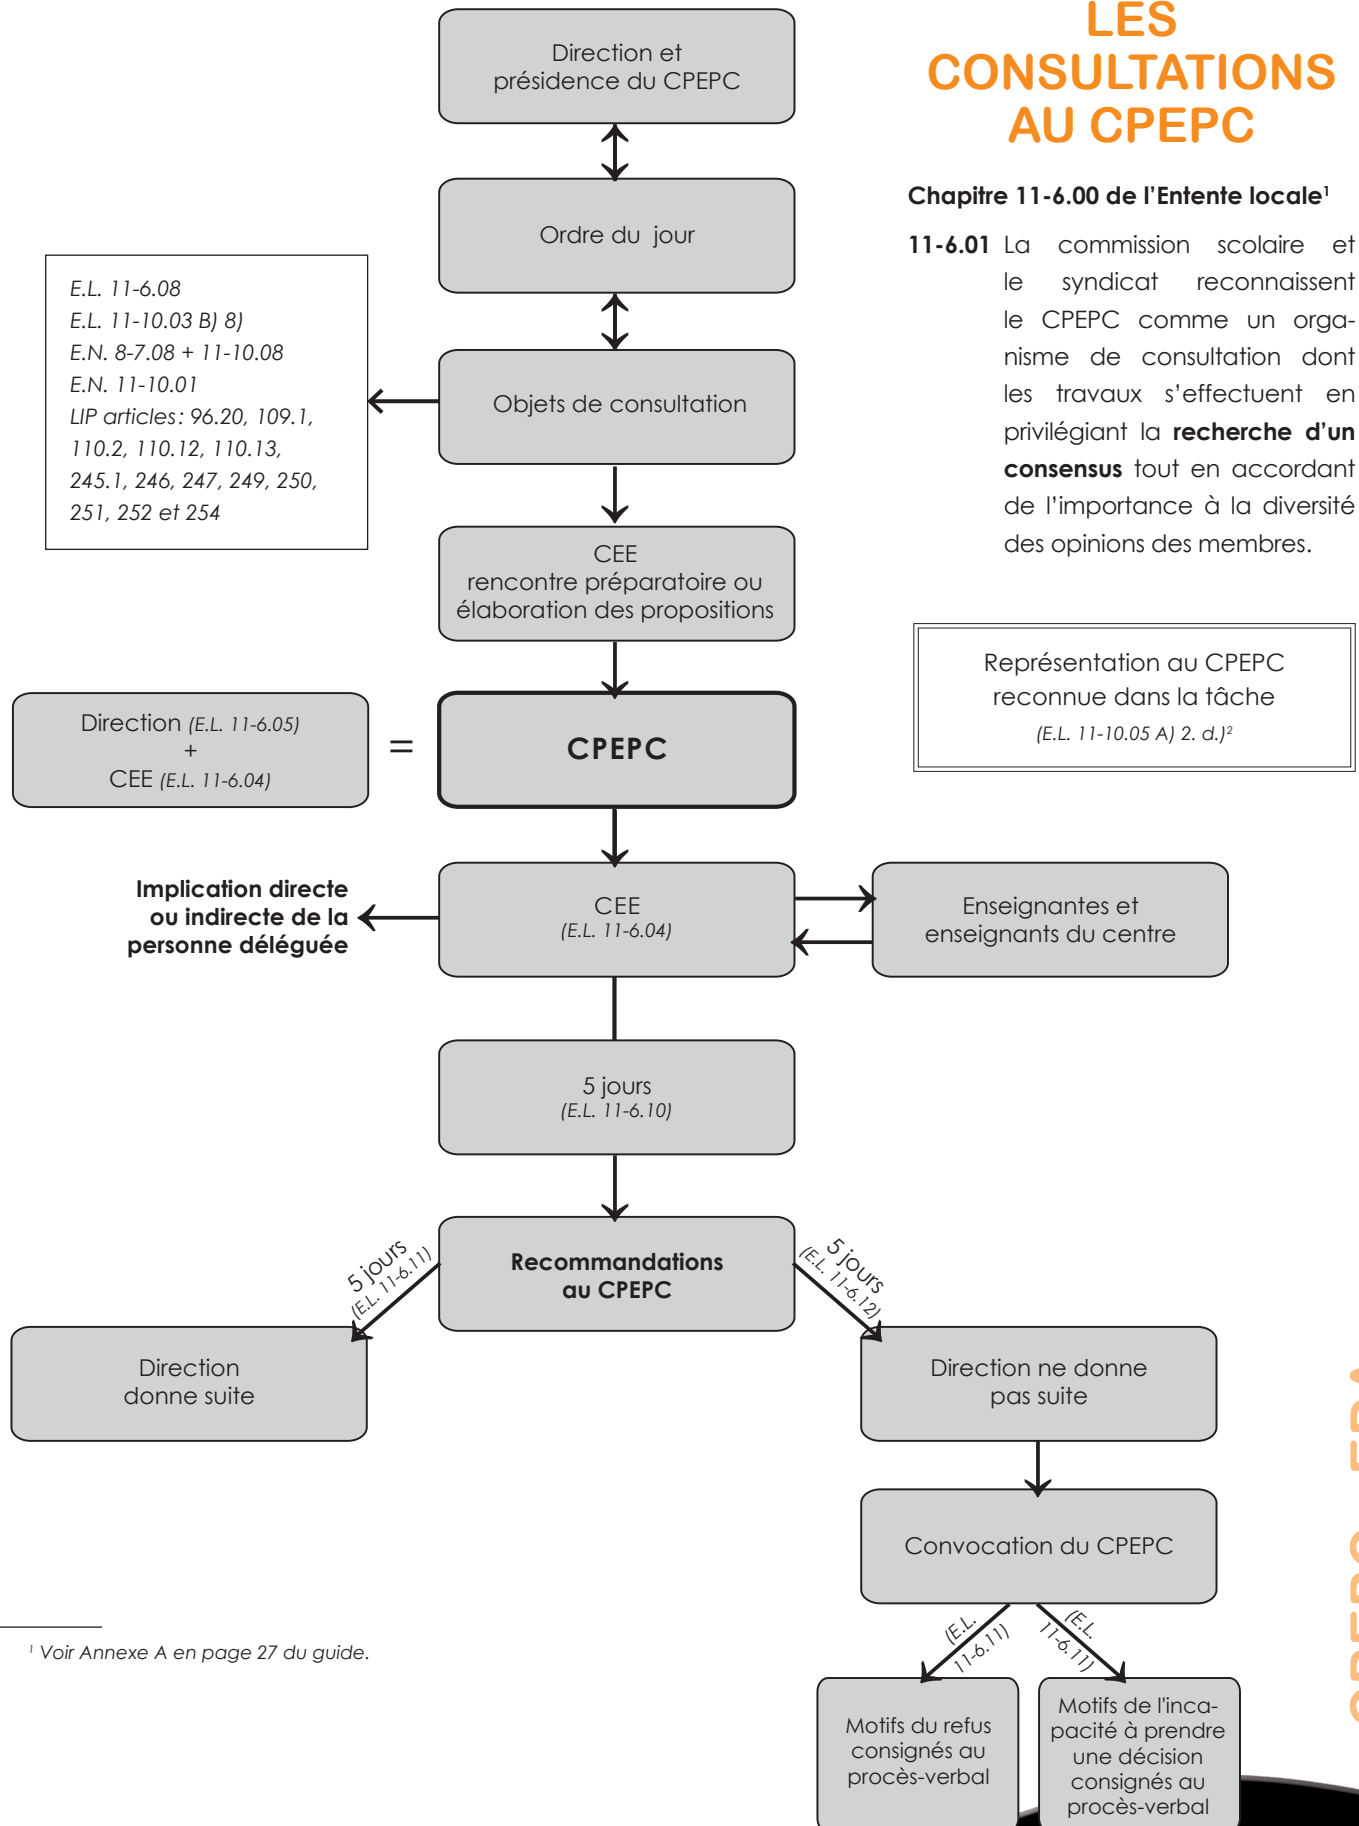 LES
CONSULTATIONS
AU CPEPC
Chapitre 11-6.00 de l'Entente locale¹
11-6.01 La commission scolaire et
le syndicat reconnaissent
le CPEPC comme un orga-
nisme de consultation dont
les travaux s'effectuent en
privilégiant la recherche d'un
consensus tout en accordant
de l'importance à la diversité
des opinions des membres.
Représentation au CPEPC
reconnue dans la tâche
(E.L. 11-10.05 A) 2. d.)²
Direction et
présidence du CPEPC
Ordre du jour
Objets de consultation
E.L. 11-6.08
E.L. 11-10.03 B) 8)
E.N. 8-7.08 + 11-10.08
E.N. 11-10.01
LIP articles : 96.20, 109.1,
110.2, 110.12, 110.13,
245.1, 246, 247, 249, 250,
251, 252 et 254
CEE
rencontre préparatoire ou
élaboration des propositions
Direction (E.L. 11-6.05)
+
CEE (E.L. 11-6.04)
=
CPEPC
Implication directe
ou indirecte de la
personne déléguée
CEE
(E.L. 11-6.04)
Enseignantes et
enseignants du centre
5 jours
(E.L. 11-6.10)
Recommandations
au CPEPC
5 jours
(E.L. 11-6.11)
5 jours
(E.L. 11-6.12)
Direction
donne suite
Direction ne donne
pas suite
Convocation du CPEPC
(E.L.
11-6.11)
(E.L.
11-6.11)
Motifs du refus
consignés au
procès-verbal
Motifs de l'inca-
pacité à prendre
une décision
consignés au
procès-verbal
¹ Voir Annexe A en page 27 du guide.